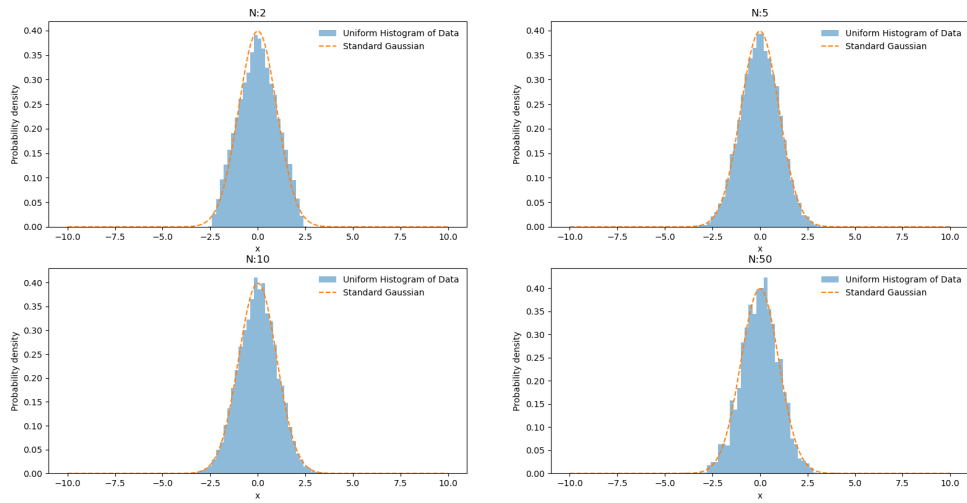 N:2
Uniform Histogram of Data
Standard Gaussian
Probability density
0.40
0.35
0.30
0.25
0.20
0.15
0.10
0.05
0.00
−10.0 −7.5 −5.0 −2.5 0.0 2.5 5.0 7.5 10.0
x
N:5
Uniform Histogram of Data
Standard Gaussian
Probability density
0.40
0.35
0.30
0.25
0.20
0.15
0.10
0.05
0.00
−10.0 −7.5 −5.0 −2.5 0.0 2.5 5.0 7.5 10.0
x
N:10
Uniform Histogram of Data
Standard Gaussian
Probability density
0.40
0.35
0.30
0.25
0.20
0.15
0.10
0.05
0.00
−10.0 −7.5 −5.0 −2.5 0.0 2.5 5.0 7.5 10.0
x
N:50
Uniform Histogram of Data
Standard Gaussian
Probability density
0.40
0.35
0.30
0.25
0.20
0.15
0.10
0.05
0.00
−10.0 −7.5 −5.0 −2.5 0.0 2.5 5.0 7.5 10.0
x